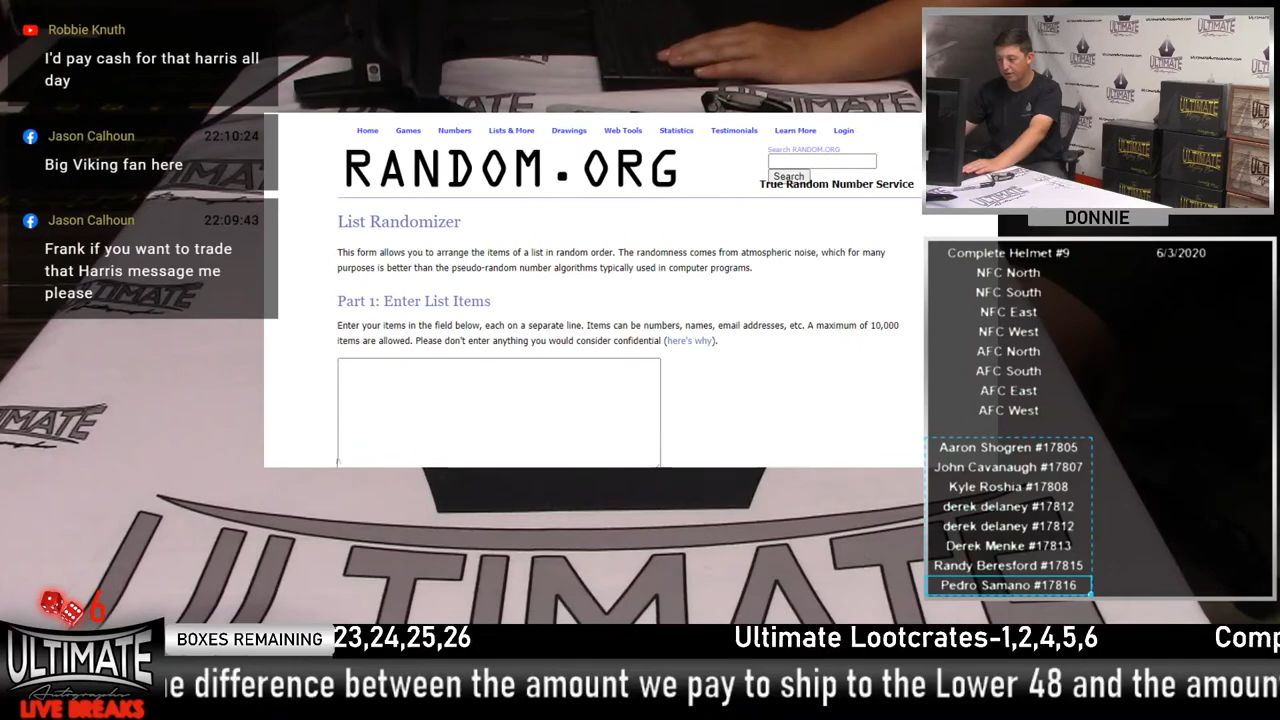 Robbie Knuth
I'd pay cash for that harris all
day
Jason Calhoun 22:10:24
Big Viking fan here
Jason Calhoun 22:09:43
Frank if you want to trade
that Harris message me
please
Home Games Numbers Lists & More Drawings Web Tools Statistics Testimonials Learn More Login
RANDOM.ORG
Search RANDOM.ORG
Search
True Random Number Service
List Randomizer
This form allows you to arrange the items of a list in random order. The randomness comes from atmospheric noise, which for many
purposes is better than the pseudo-random number algorithms typically used in computer programs.
Part 1: Enter List Items
Enter your items in the field below, each on a separate line. Items can be numbers, names, email addresses, etc. A maximum of 10,000
items are allowed. Please don't enter anything you would consider confidential (here's why).
DONNIE
Complete Helmet #9 6/3/2020
NFC North
NFC South
NFC East
NFC West
AFC North
AFC South
AFC East
AFC West
Aaron Shogren #17805
John Cavanaugh #17807
Kyle Roshia #17808
derek delaney #17812
derek delaney #17812
Derek Menke #17813
Randy Beresford #17815
Pedro Samano #17816
ULTIMATE
6
ULTIMATE
Autographs
LIVE BREAKS
BOXES REMAINING 23,24,25,26 Ultimate Lootcrates-1,2,4,5,6 Comp
e difference between the amount we pay to ship to the Lower 48 and the amoun